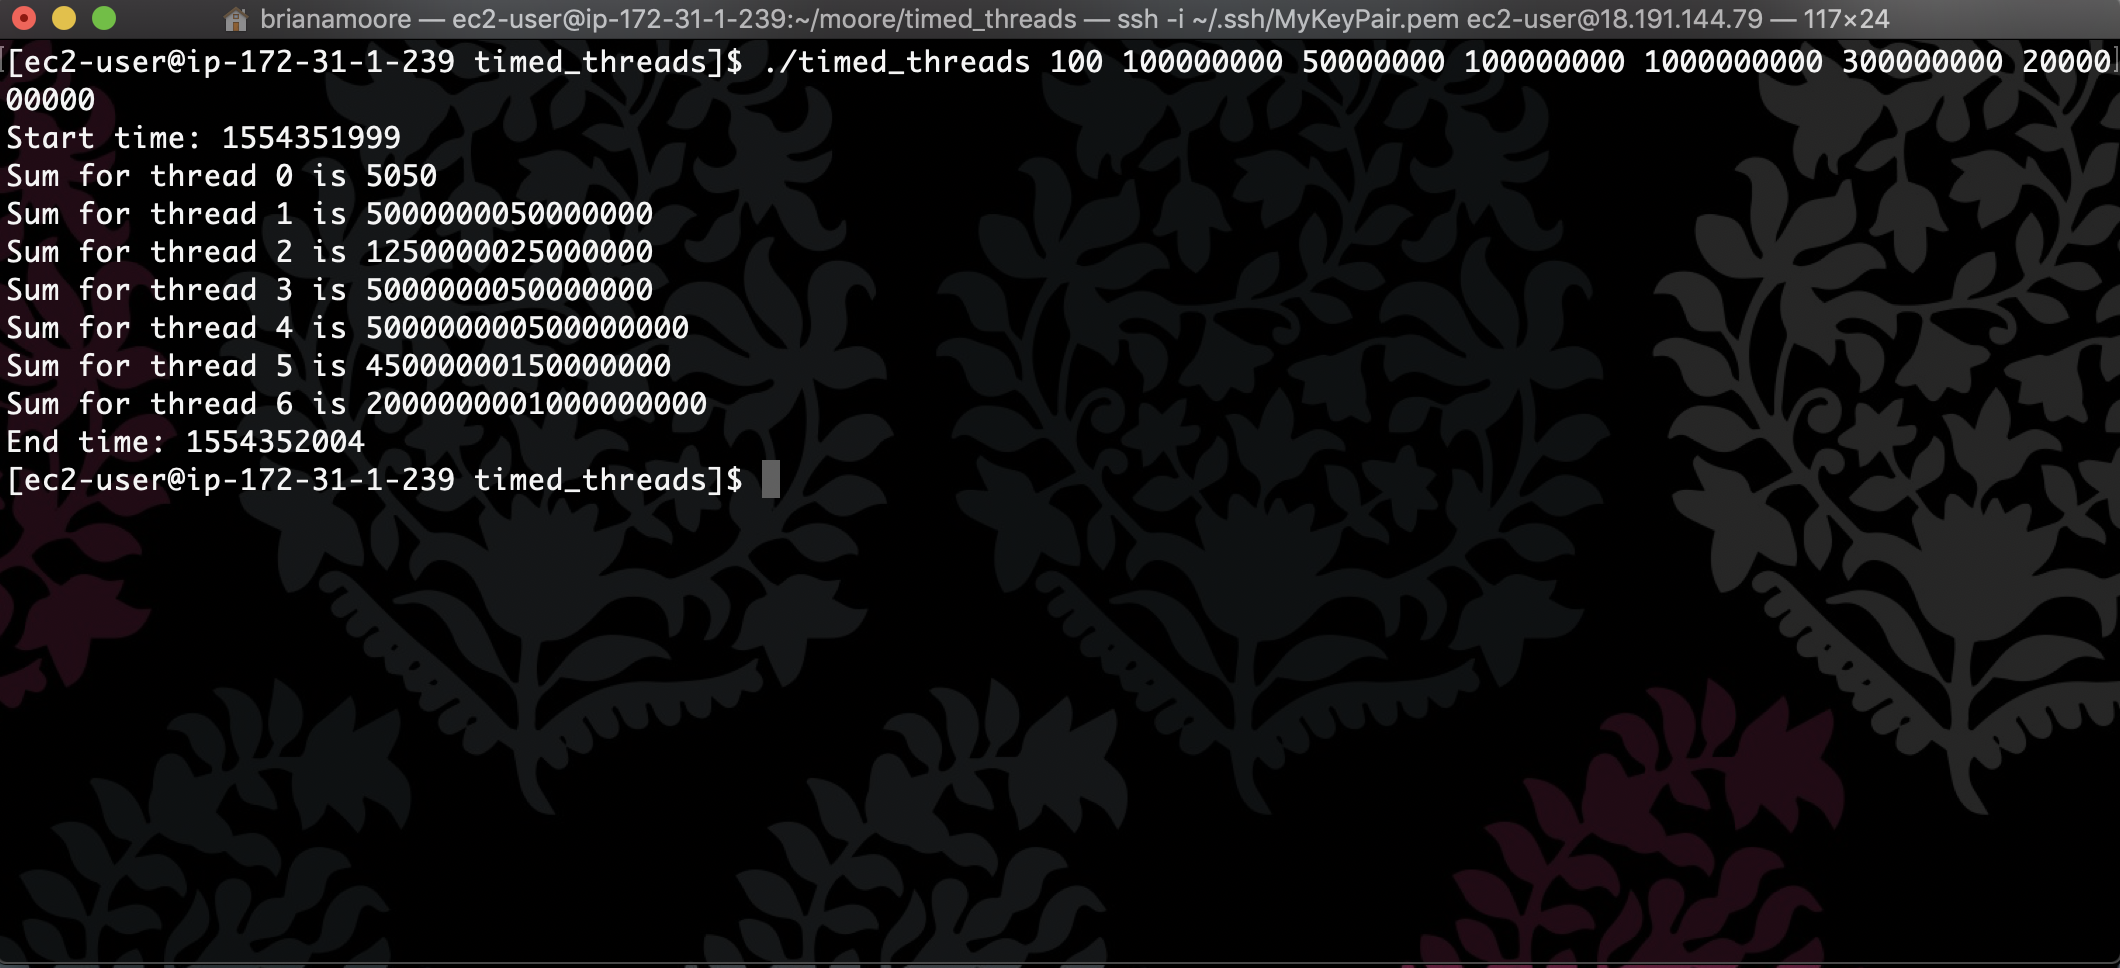 brianamoore — ec2-user@ip-172-31-1-239:~/moore/timed_threads — ssh -i ~/.ssh/MyKeyPair.pem ec2-user@18.191.144.79 — 117×24
[ec2-user@ip-172-31-1-239 timed_threads]$ ./timed_threads 100 100000000 50000000 100000000 1000000000 300000000 20000
00000
Start time: 1554351999
Sum for thread 0 is 5050
Sum for thread 1 is 5000000050000000
Sum for thread 2 is 1250000025000000
Sum for thread 3 is 5000000050000000
Sum for thread 4 is 500000000500000000
Sum for thread 5 is 45000000150000000
Sum for thread 6 is 2000000001000000000
End time: 1554352004
[ec2-user@ip-172-31-1-239 timed_threads]$